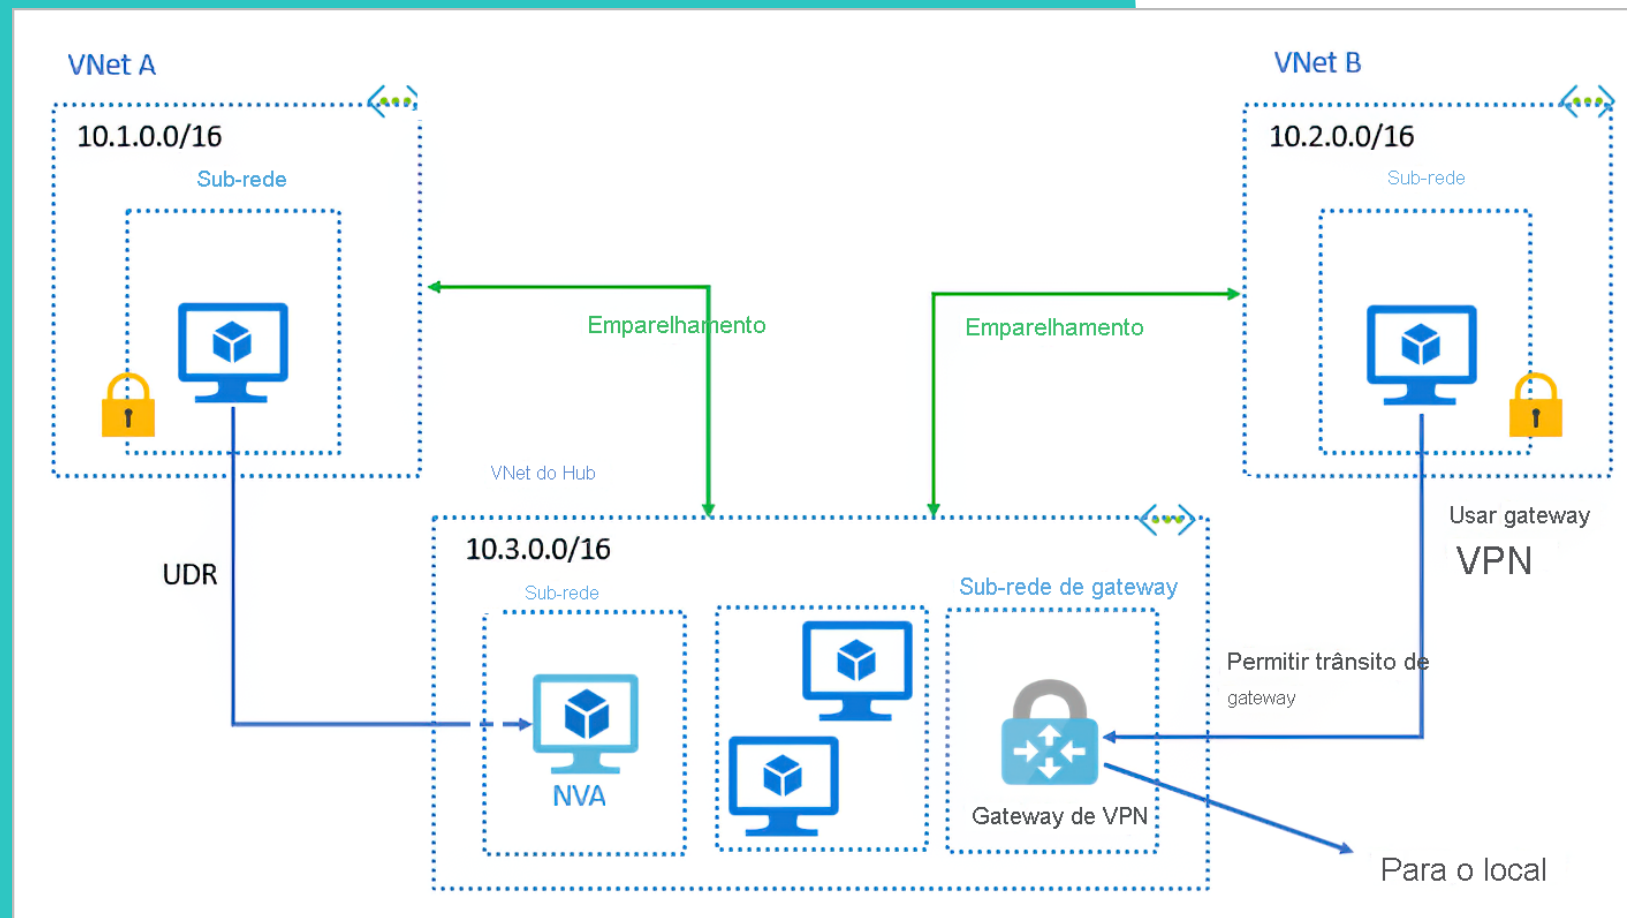 VNet A
VNet B
10.1.0.0/16
10.2.0.0/16
Sub-rede
Sub-rede
Emparelhamento
Emparelhamento
VNet do Hub
Usar gateway
VPN
10.3.0.0/16
UDR
Sub-rede
Sub-rede de gateway
Permitir trânsito de
gateway
NVA
Gateway de VPN
Para o local